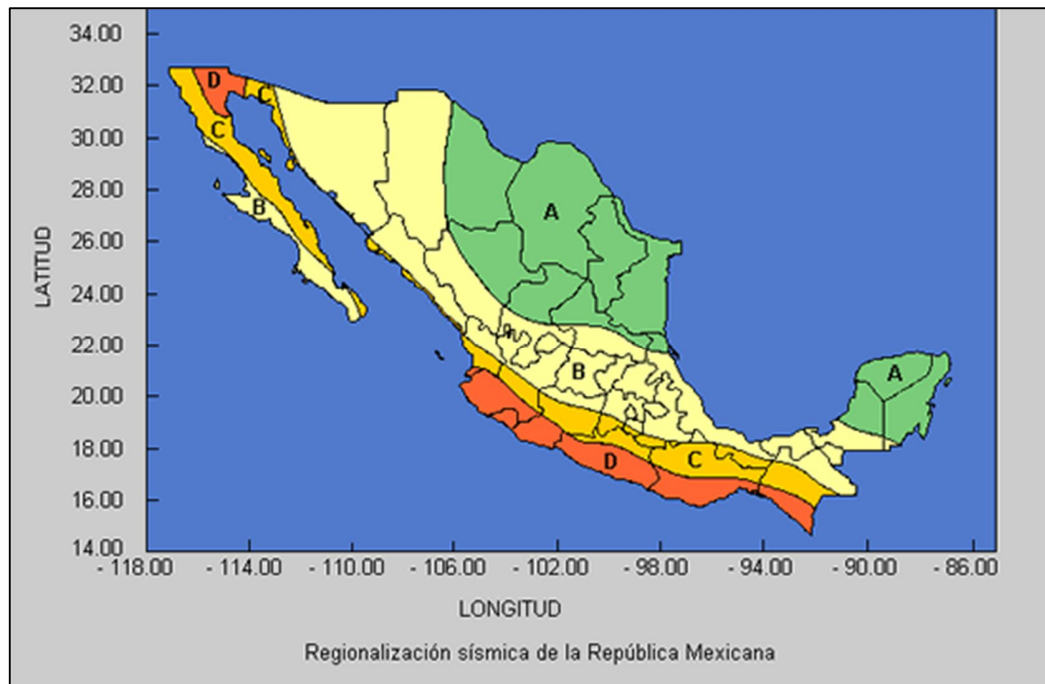 34.00
32.00
30.00
28.00
26.00
24.00
22.00
20.00
18.00
16.00
14.00
LATITUD
D
C
C
B
A
B
A
C
D
- 118.00 - 114.00 - 110.00 - 106.00 - 102.00 - 98.00 - 94.00 - 90.00 - 86.00
LONGITUD
Regionalización sísmica de la República Mexicana